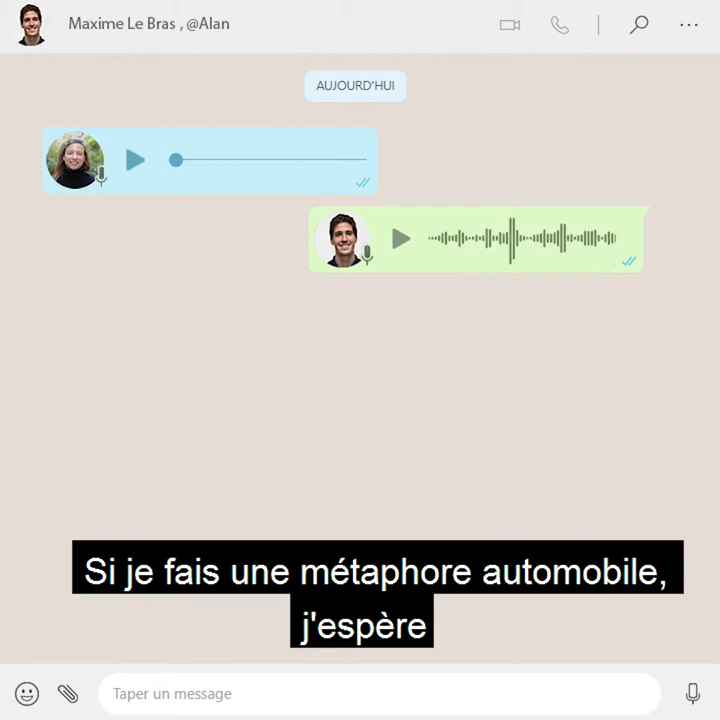 Maxime Le Bras , @Alan
AUJOURD'HUI
Si je fais une métaphore automobile,
j'espère
Taper un message